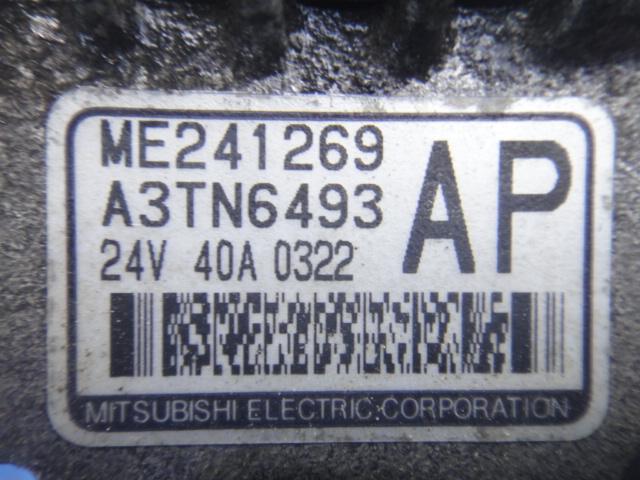 ME241269
A3TN6493
AP
24V 40A 0322
MITSUBISHI ELECTRIC CORPORATION